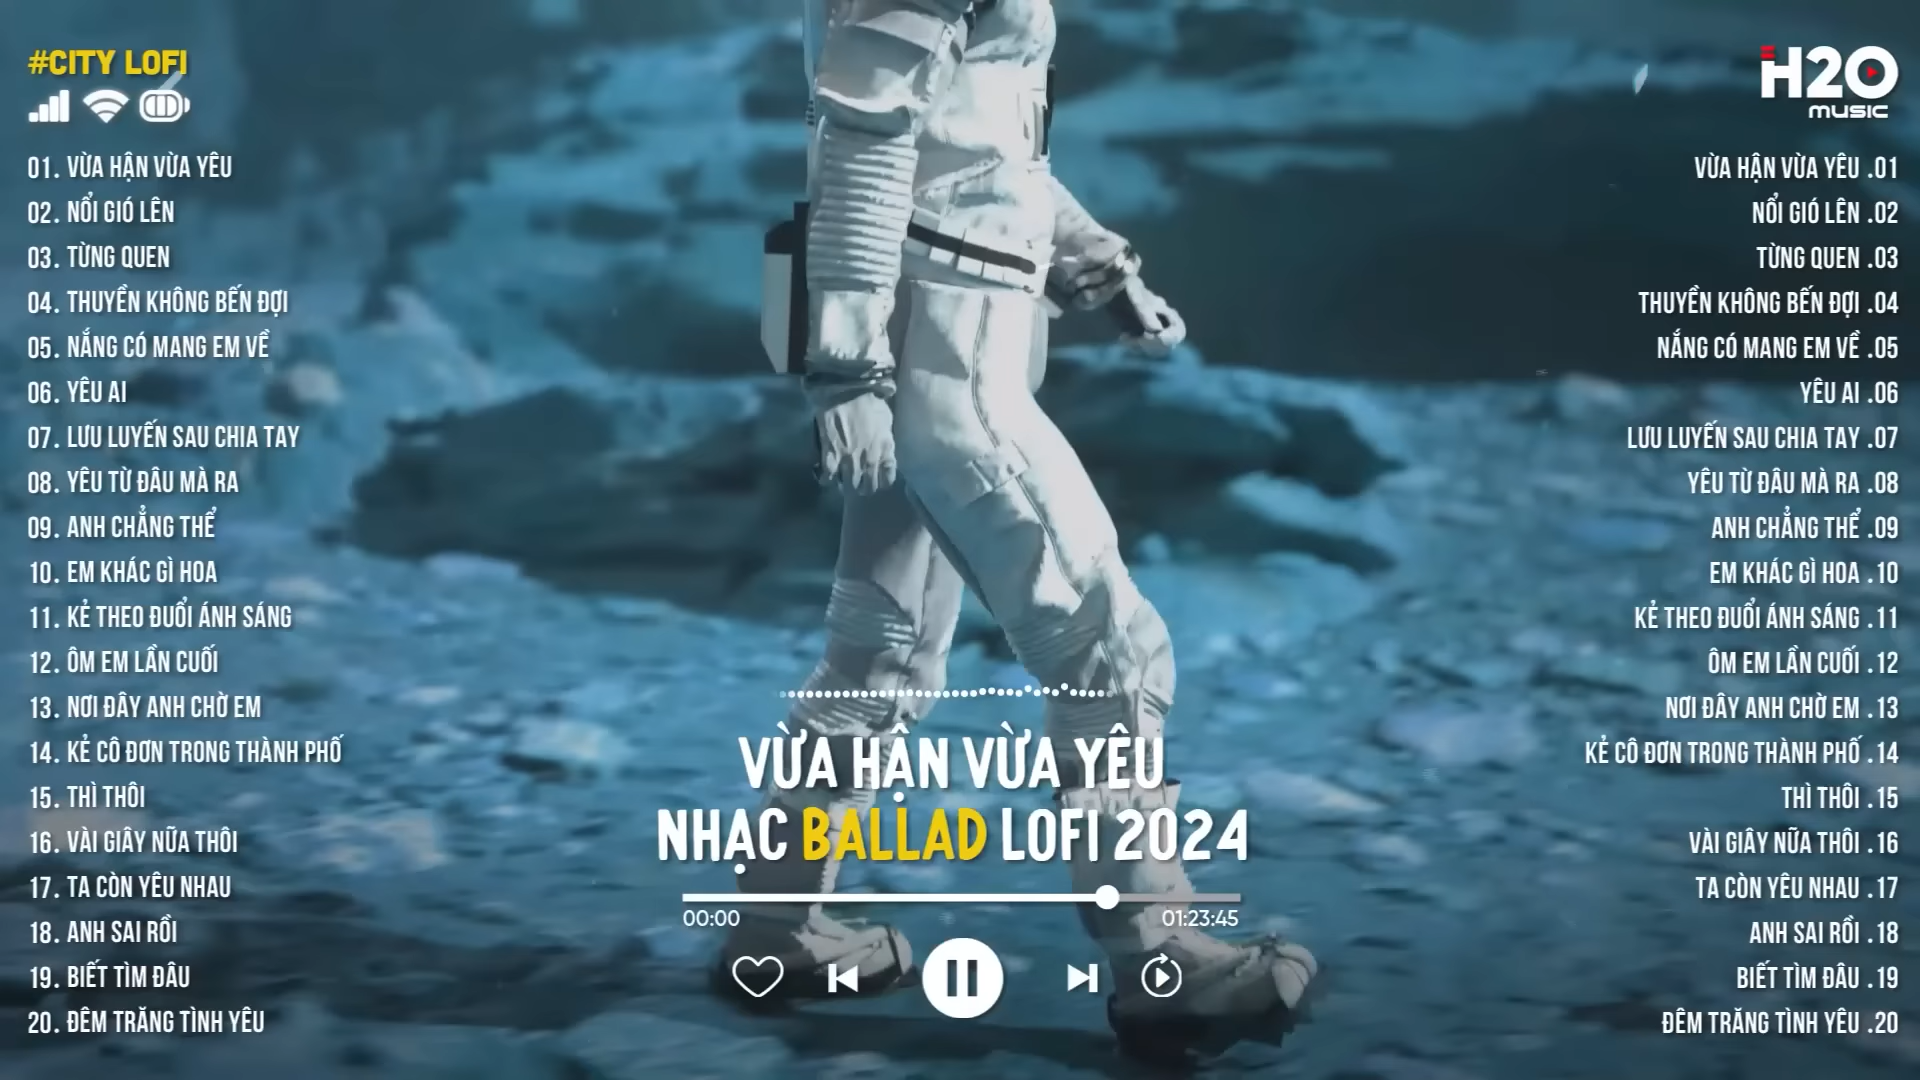 #CITY LOFI
01. VỪA HẬN VỪA YÊU
02. NỔI GIÓ LÊN
03. TỪNG QUEN
04. THUYỀN KHÔNG BẾN ĐỢI
05. NẮNG CÓ MANG EM VỀ
06. YÊU AI
07. LƯU LUYẾN SAU CHIA TAY
08. YÊU TỪ ĐÂU MÀ RA
09. ANH CHẲNG THỂ
10. EM KHÁC GÌ HOA
11. KẺ THEO ĐUỔI ÁNH SÁNG
12. ÔM EM LẦN CUỐI
13. NƠI ĐÂY ANH CHỜ EM
14. KẺ CÔ ĐƠN TRONG THÀNH PHỐ
15. THÌ THÔI
16. VÀI GIÂY NỮA THÔI
17. TA CÒN YÊU NHAU
18. ANH SAI RỒI
19. BIẾT TÌM ĐÂU
20. ĐÊM TRĂNG TÌNH YÊU
VỪA HẬN VỪA YÊU
NHẠC BALLAD LOFI 2024
00:00
01:23:45
H2O
MUSIC
VỪA HẬN VỪA YÊU .01
NỔI GIÓ LÊN .02
TỪNG QUEN .03
THUYỀN KHÔNG BẾN ĐỢI .04
NẮNG CÓ MANG EM VỀ .05
YÊU AI .06
LƯU LUYẾN SAU CHIA TAY .07
YÊU TỪ ĐÂU MÀ RA .08
ANH CHẲNG THỂ .09
EM KHÁC GÌ HOA .10
KẺ THEO ĐUỔI ÁNH SÁNG .11
ÔM EM LẦN CUỐI .12
NƠI ĐÂY ANH CHỜ EM .13
KẺ CÔ ĐƠN TRONG THÀNH PHỐ .14
THÌ THÔI .15
VÀI GIÂY NỮA THÔI .16
TA CÒN YÊU NHAU .17
ANH SAI RỒI .18
BIẾT TÌM ĐÂU .19
ĐÊM TRĂNG TÌNH YÊU .20